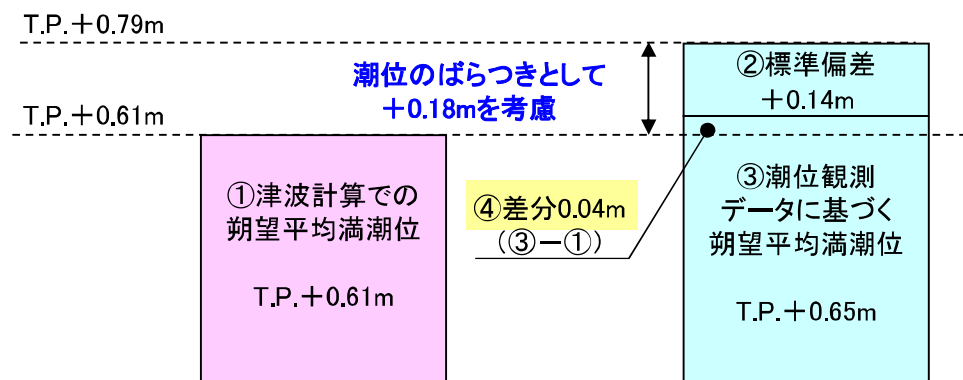 T.P.＋0.79m
潮位のばらつきとして
＋0.18mを考慮
②標準偏差
＋0.14m
T.P.＋0.61m
①津波計算での
朔望平均満潮位
T.P.＋0.61m
④差分0.04m
（③－①）
③潮位観測
データに基づく
朔望平均満潮位
T.P.＋0.65m